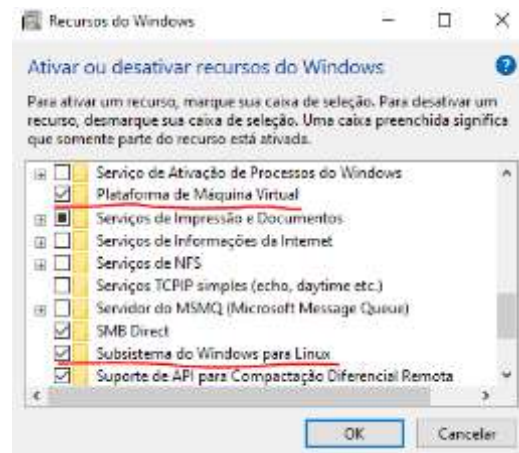 Recursos do Windows
Ativar ou desativar recursos do Windows
Para ativar um recurso, marque sua caixa de seleção. Para desativar um
recurso, desmarque sua caixa de seleção. Uma caixa preenchida significa
que somente parte do recurso está ativada.
Serviço de Ativação de Processos do Windows
Plataforma de Máquina Virtual
Serviços de Impressão e Documentos
Serviços de Informações da Internet
Serviços de NFS
Serviços TCPIP simples (echo, daytime etc.)
Servidor do MSMQ (Microsoft Message Queue)
SMB Direct
Subsistema do Windows para Linux
Suporte de API para Compactação Diferencial Remota
OK Cancelar